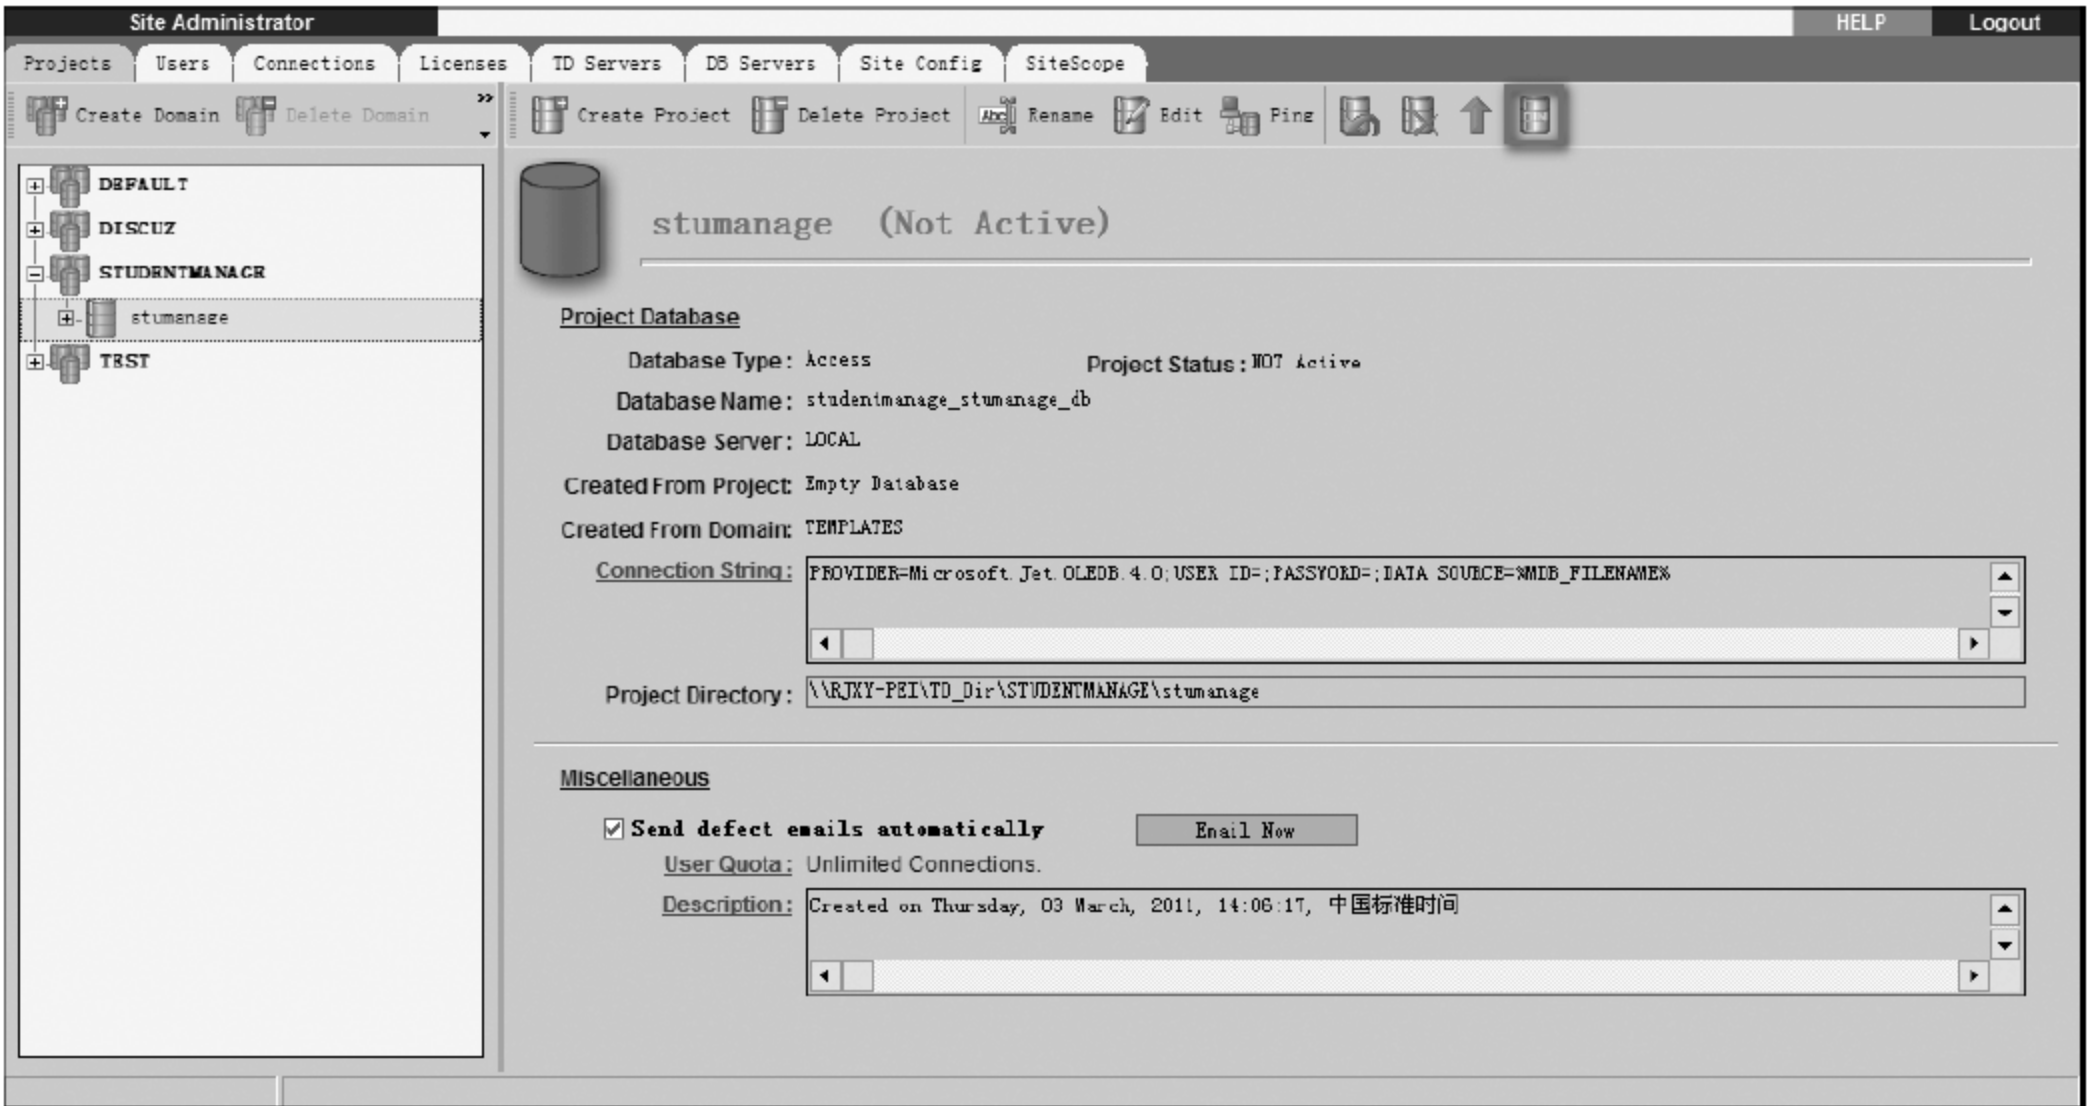 Site Administrator HELP Logout
Projects Users Connections Licenses TD Servers DB Servers Site Config SiteScope
Create Domain Delete Domain » Create Project Delete Project Abc Rename Edit Ping
stumanage (Not Active)
DEFAULT
DISCUZ
STUDENTMANAGE
stumanage
TEST
Project Database
Database Type: Access Project Status: NOT Active
Database Name: studentmanage_stumanage_db
Database Server: LOCAL
Created From Project: Empty Database
Created From Domain: TEMPLATES
Connection String: PROVIDER=Microsoft.Jet.OLEDB.4.0;USER ID=;PASSWORD=;DATA SOURCE=%MDB_FILENAME%
Project Directory: \\RJXY-PEI\TD_Dir\STUDENTMANAGE\stumanage
Miscellaneous
Send defect emails automatically Email Now
User Quota: Unlimited Connections.
Description: Created on Thursday, 03 March, 2011, 14:06:17, 中国标准时间